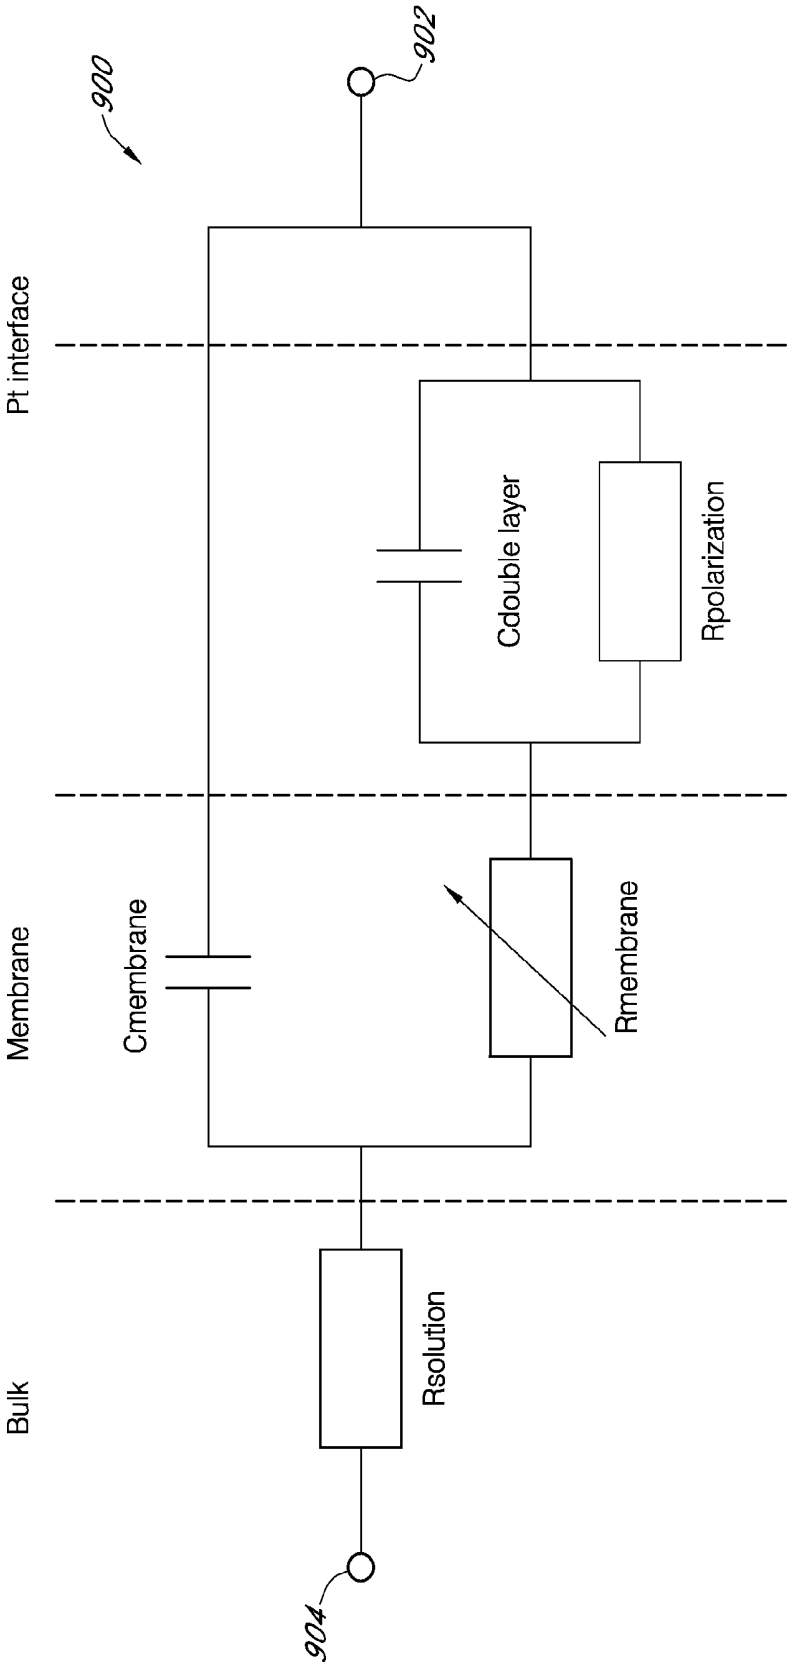 900
Bulk
Membrane
Pt interface
Cmembrane
904
902
Rsolution
Cdouble layer
Rmembrane
Rpolarization